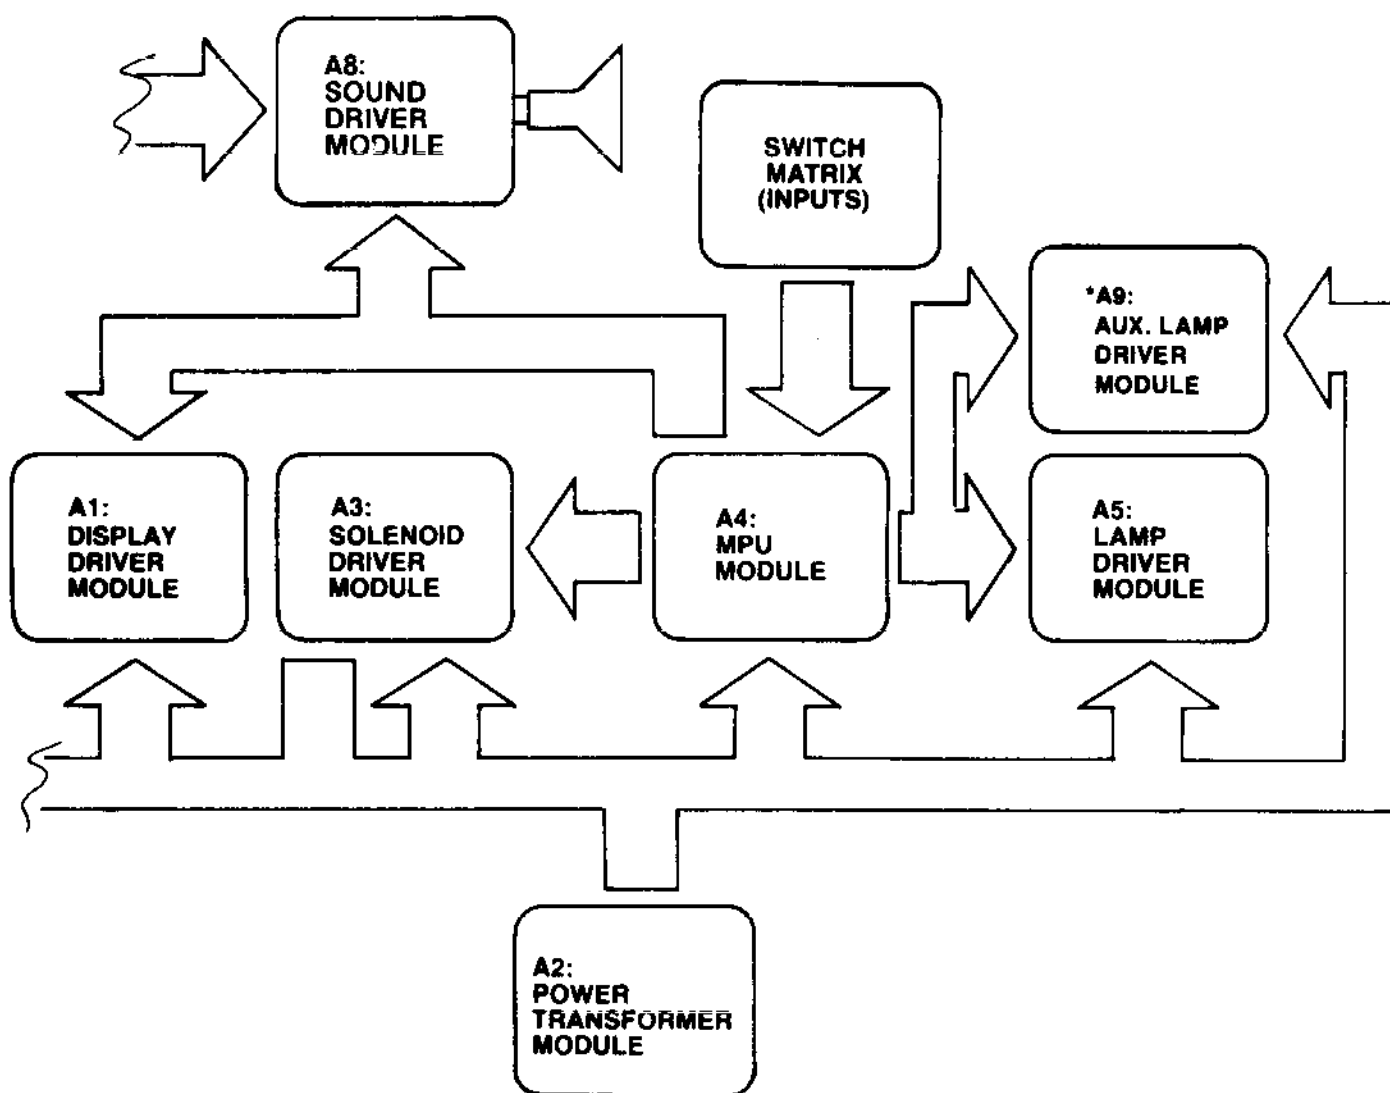 A8:
SOUND
DRIVER
MODULE
SWITCH
MATRIX
(INPUTS)
*A9:
AUX. LAMP
DRIVER
MODULE
A1:
DISPLAY
DRIVER
MODULE
A3:
SOLENOID
DRIVER
MODULE
A4:
MPU
MODULE
A5:
LAMP
DRIVER
MODULE
A2:
POWER
TRANSFORMER
MODULE